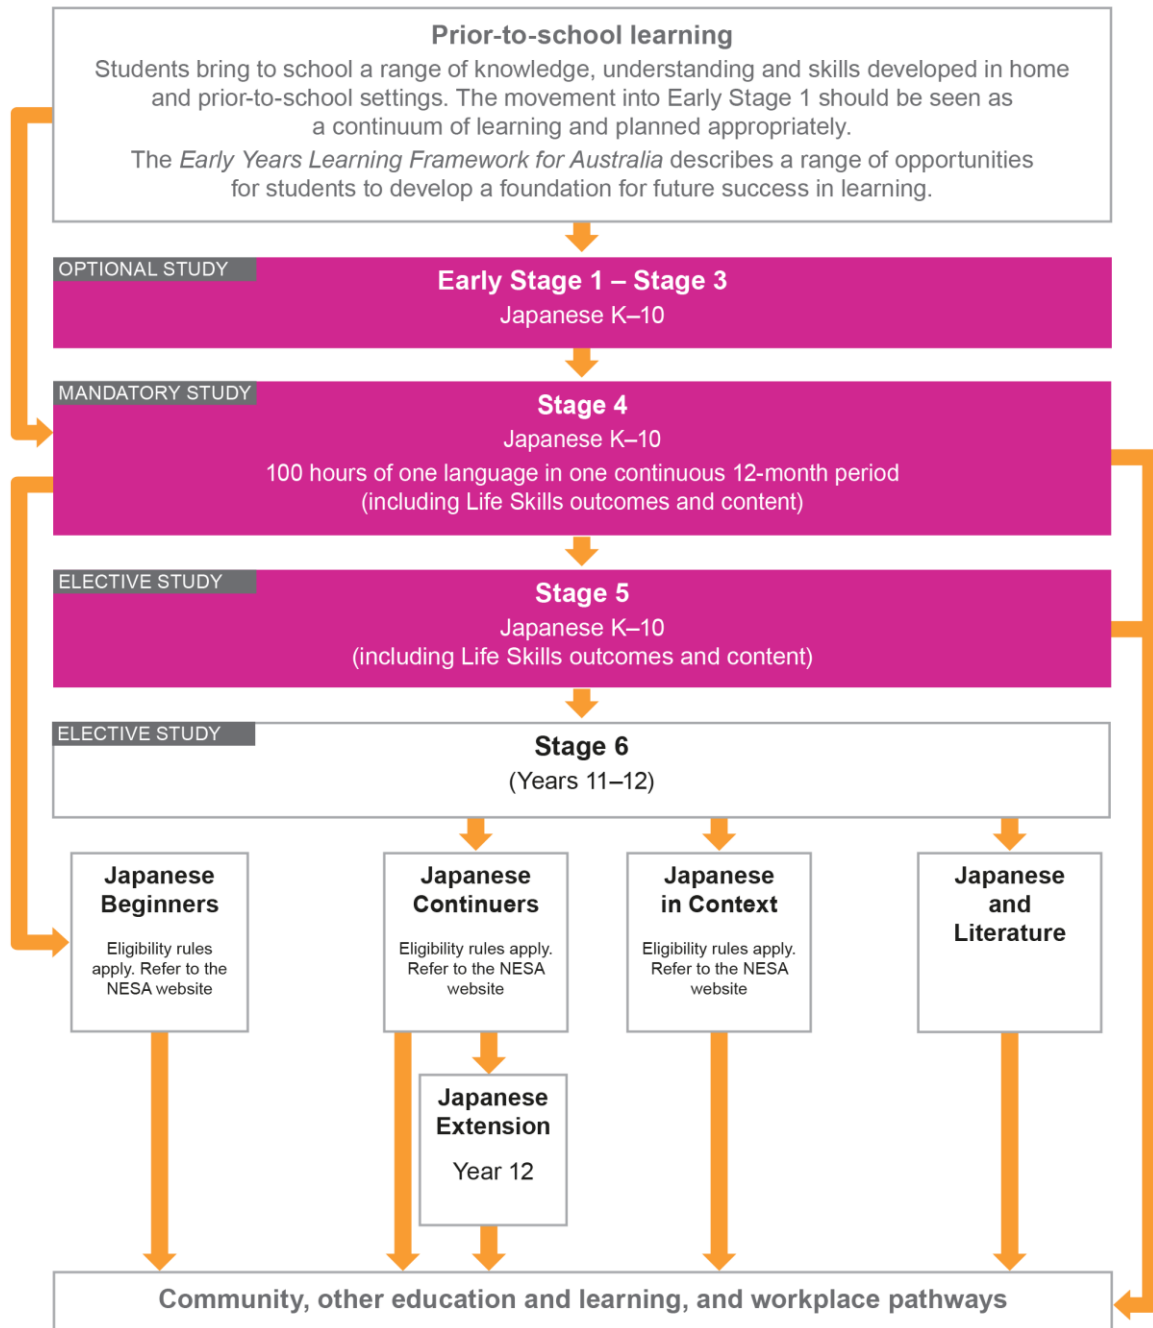 Prior-to-school learning
Students bring to school a range of knowledge, understanding and skills developed in home
and prior-to-school settings. The movement into Early Stage 1 should be seen as
a continuum of learning and planned appropriately.
The Early Years Learning Framework for Australia describes a range of opportunities
for students to develop a foundation for future success in learning.
OPTIONAL STUDY
Early Stage 1 – Stage 3
Japanese K–10
MANDATORY STUDY
Stage 4
Japanese K–10
100 hours of one language in one continuous 12-month period
(including Life Skills outcomes and content)
ELECTIVE STUDY
Stage 5
Japanese K–10
(including Life Skills outcomes and content)
ELECTIVE STUDY
Stage 6
(Years 11–12)
Japanese
Beginners
Eligibility rules
apply. Refer to the
NESA website
Japanese
Continuers
Eligibility rules apply.
Refer to the NESA
website
Japanese
in Context
Eligibility rules apply.
Refer to the NESA
website
Japanese
and
Literature
Japanese
Extension
Year 12
Community, other education and learning, and workplace pathways